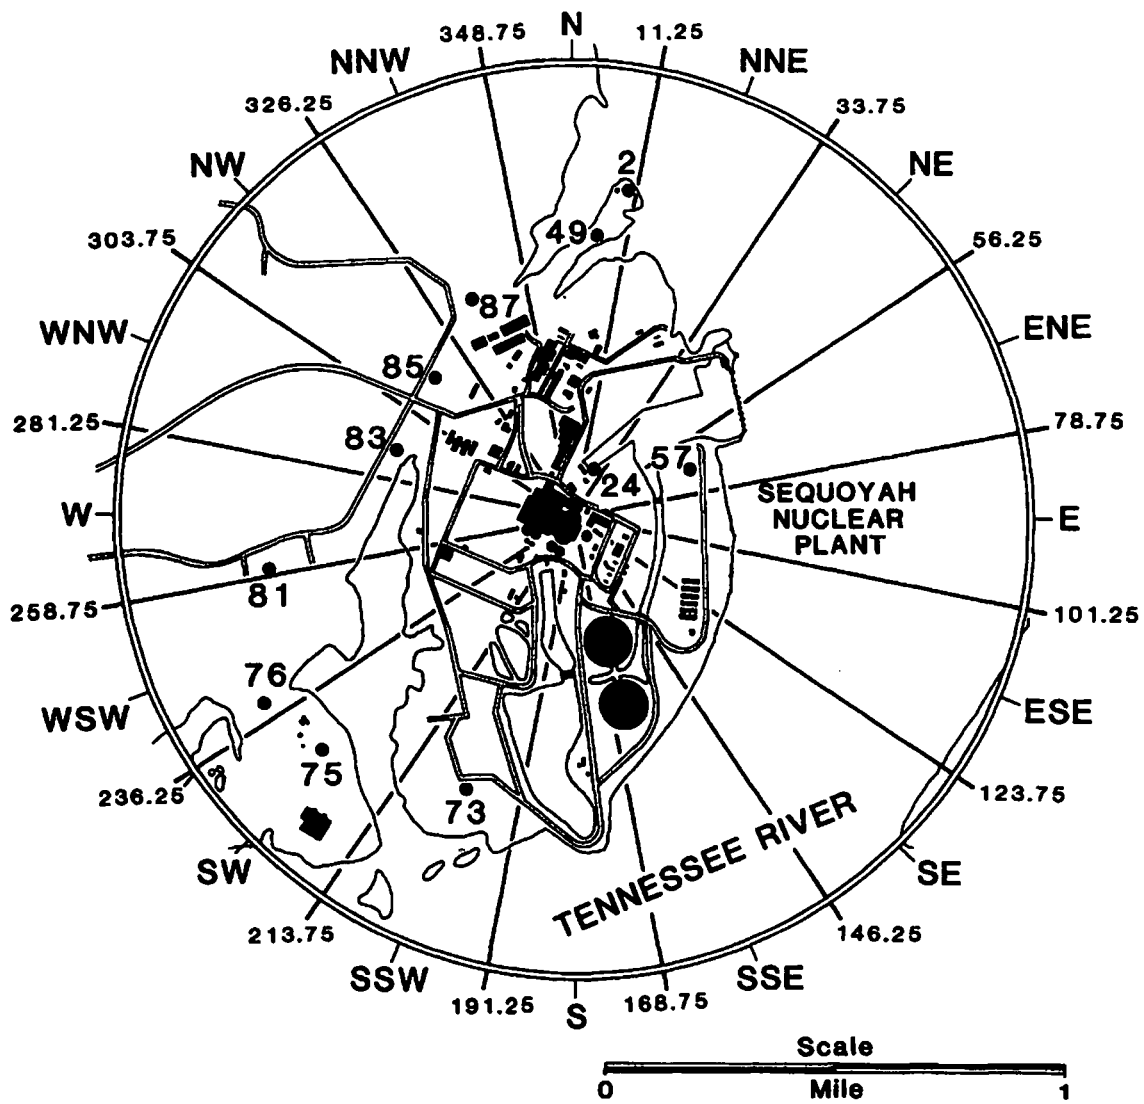 N
348.75
11.25
NNW
NNE
326.25
33.75
NW
2
NE
303.75
49
56.25
87
WNW
ENE
85
281.25
83
78.75
57
24
SEQUOYAH
NUCLEAR
PLANT
W
E
81
258.75
101.25
76
WSW
ESE
75
236.25
73
123.75
TENNESSEE RIVER
SW
SE
213.75
146.25
SSW
SSE
191.25
168.75
S
Scale
0
Mile
1